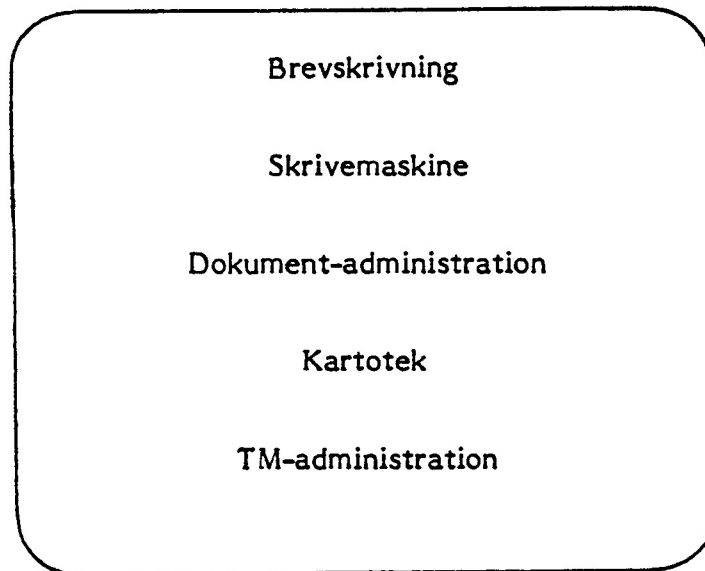 Brevskrivning
Skrivemaskine
Dokument-administration
Kartotek
TM-administration